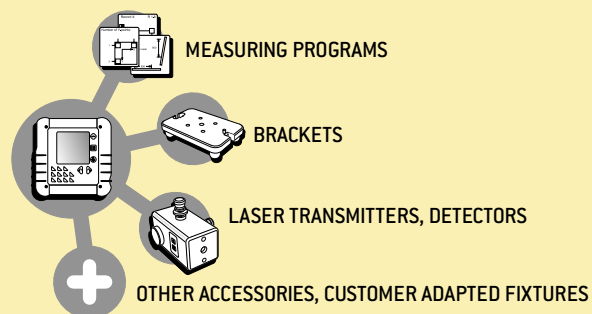 MEASURING PROGRAMS
BRACKETS
LASER TRANSMITTERS, DETECTORS
OTHER ACCESSORIES, CUSTOMER ADAPTED FIXTURES